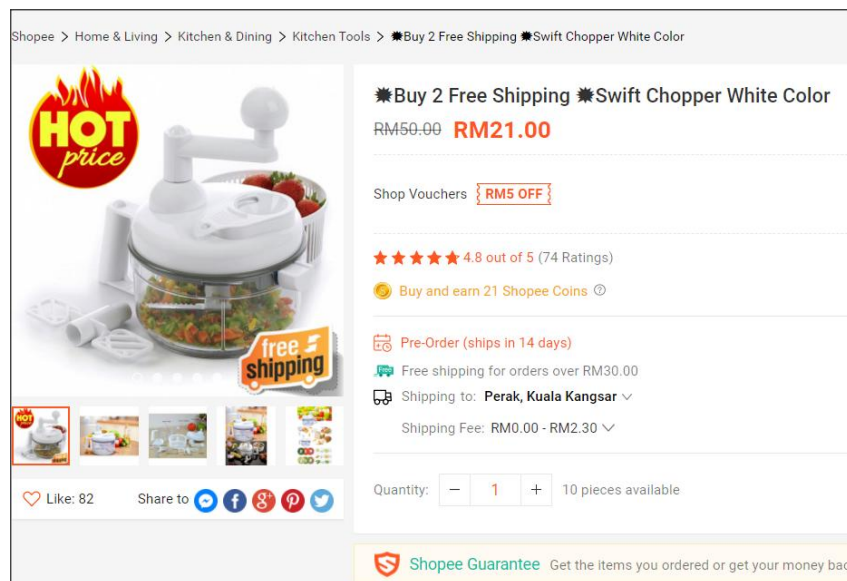 Shopee > Home & Living > Kitchen & Dining > Kitchen Tools > ✹Buy 2 Free Shipping ✹Swift Chopper White Color
HOT
price
free
shipping
HOT
Like: 82
Share to
✹Buy 2 Free Shipping ✹Swift Chopper White Color
RM50.00 RM21.00
Shop Vouchers RM5 OFF
4.8 out of 5 (74 Ratings)
Buy and earn 21 Shopee Coins ?
Pre-Order (ships in 14 days)
Free Free shipping for orders over RM30.00
Shipping to: Perak, Kuala Kangsar
Shipping Fee: RM0.00 - RM2.30
Quantity: − 1 + 10 pieces available
Shopee Guarantee Get the items you ordered or get your money bac